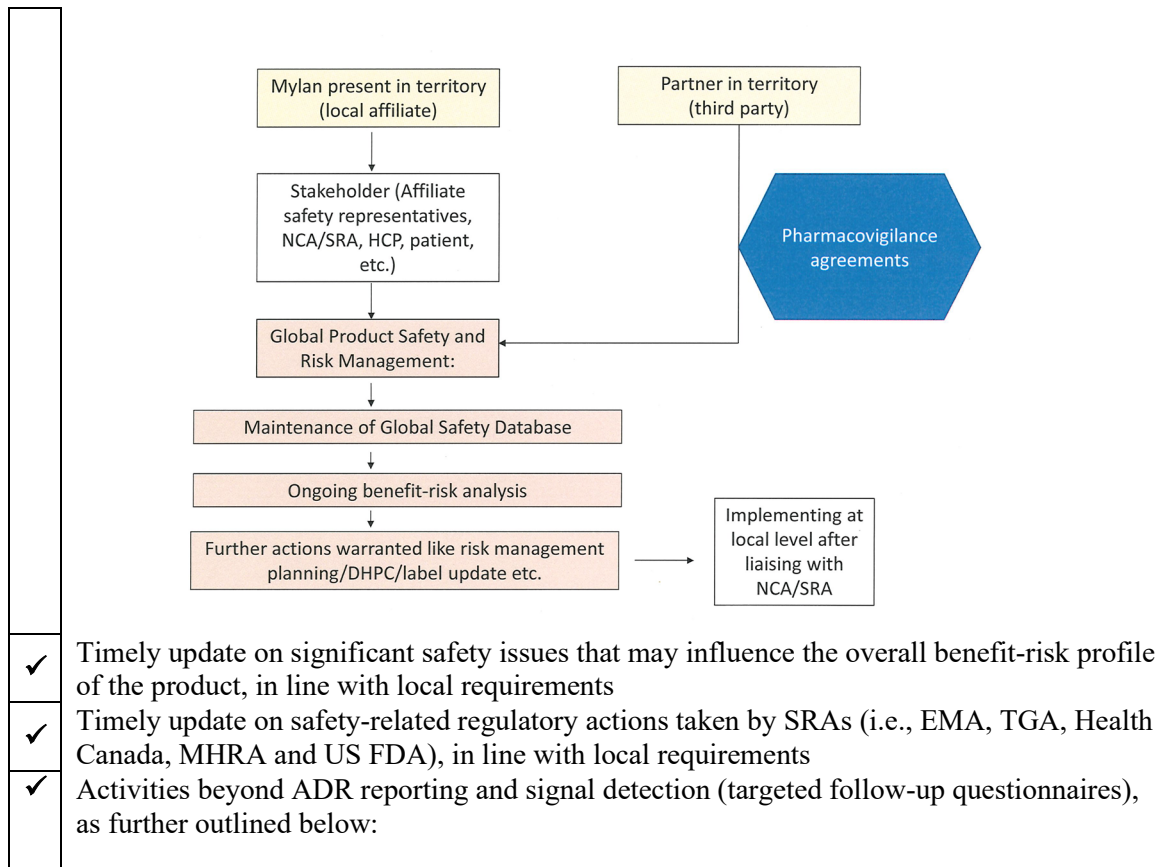 Mylan present in territory
(local affiliate)
Partner in territory
(third party)
Stakeholder (Affiliate
safety representatives,
NCA/SRA, HCP, patient,
etc.)
Pharmacovigilance
agreements
Global Product Safety and
Risk Management:
Maintenance of Global Safety Database
Ongoing benefit-risk analysis
Further actions warranted like risk management
planning/DHPC/label update etc.
Implementing at
local level after
liaising with
NCA/SRA
✓ Timely update on significant safety issues that may influence the overall benefit-risk profile
of the product, in line with local requirements
✓ Timely update on safety-related regulatory actions taken by SRAs (i.e., EMA, TGA, Health
Canada, MHRA and US FDA), in line with local requirements
✓ Activities beyond ADR reporting and signal detection (targeted follow-up questionnaires),
as further outlined below: